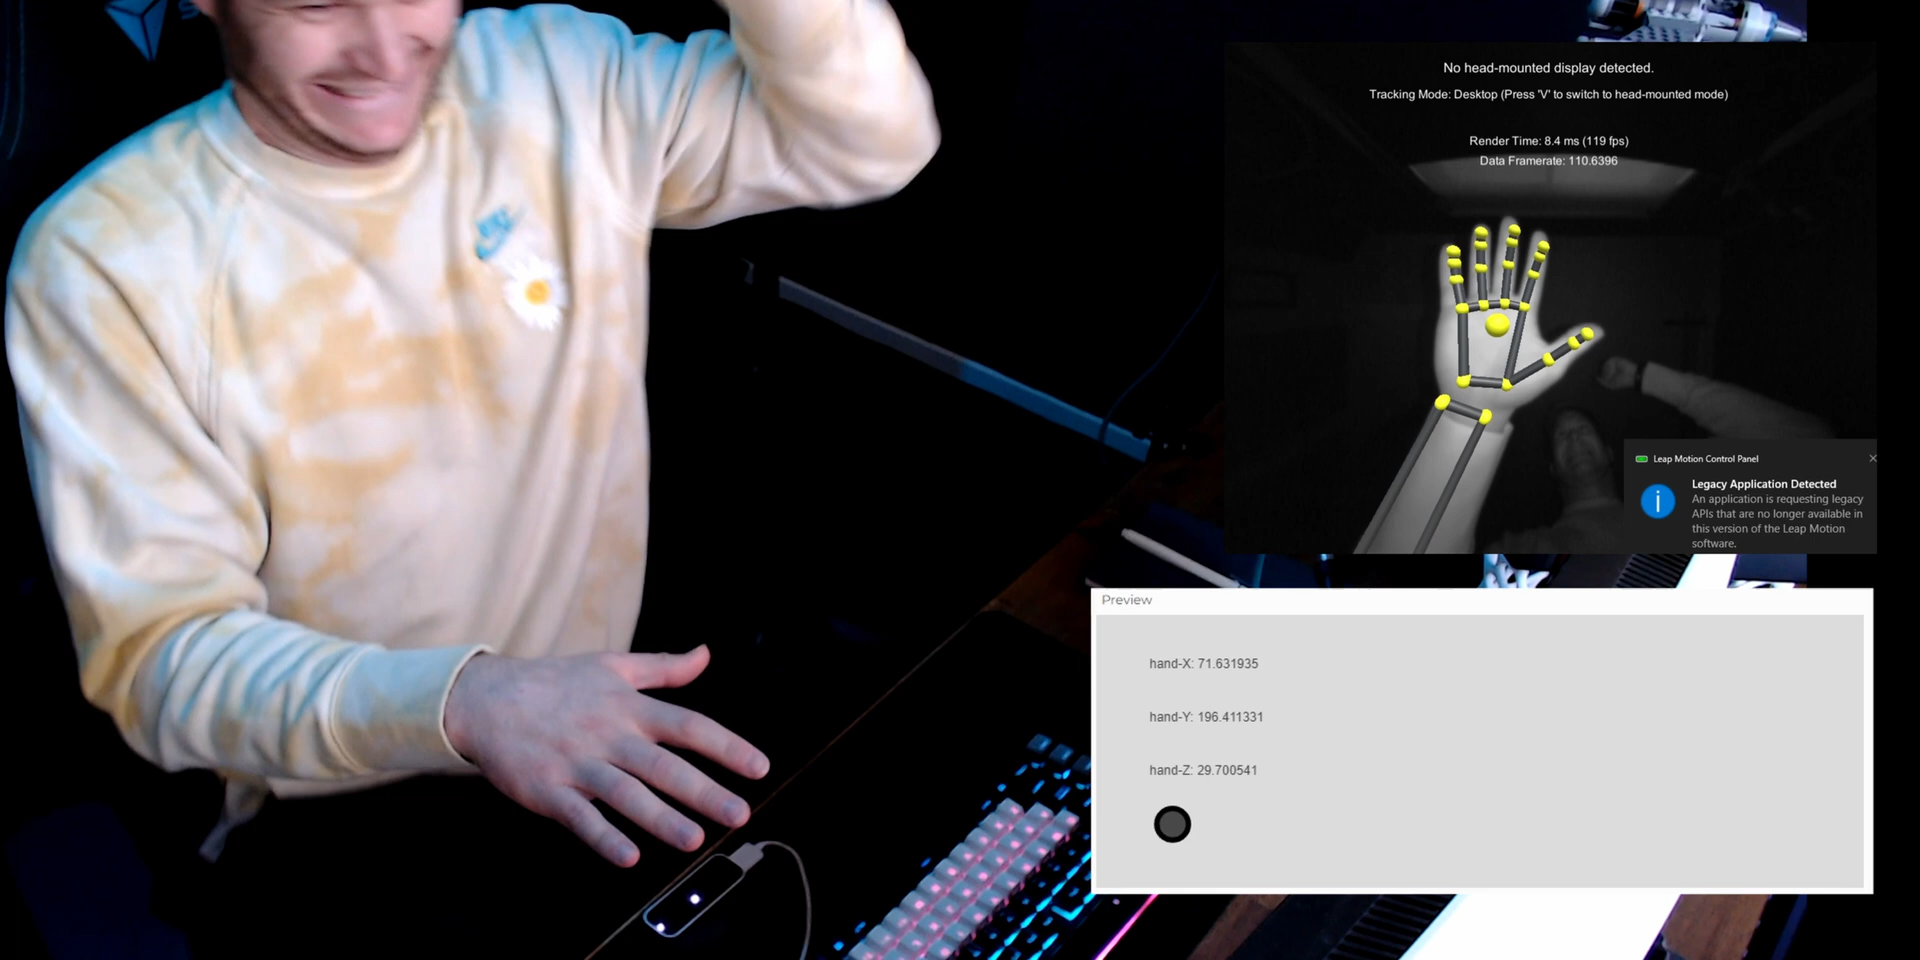 No head-mounted display detected.
Tracking Mode: Desktop (Press 'V' to switch to head-mounted mode)
Render Time: 8.4 ms (119 fps)
Data Framerate: 110.6396
Leap Motion Control Panel
Legacy Application Detected
An application is requesting legacy
APIs that are no longer available in
this version of the Leap Motion
software.
Preview
hand-X: 71.631935
hand-Y: 196.411331
hand-Z: 29.700541